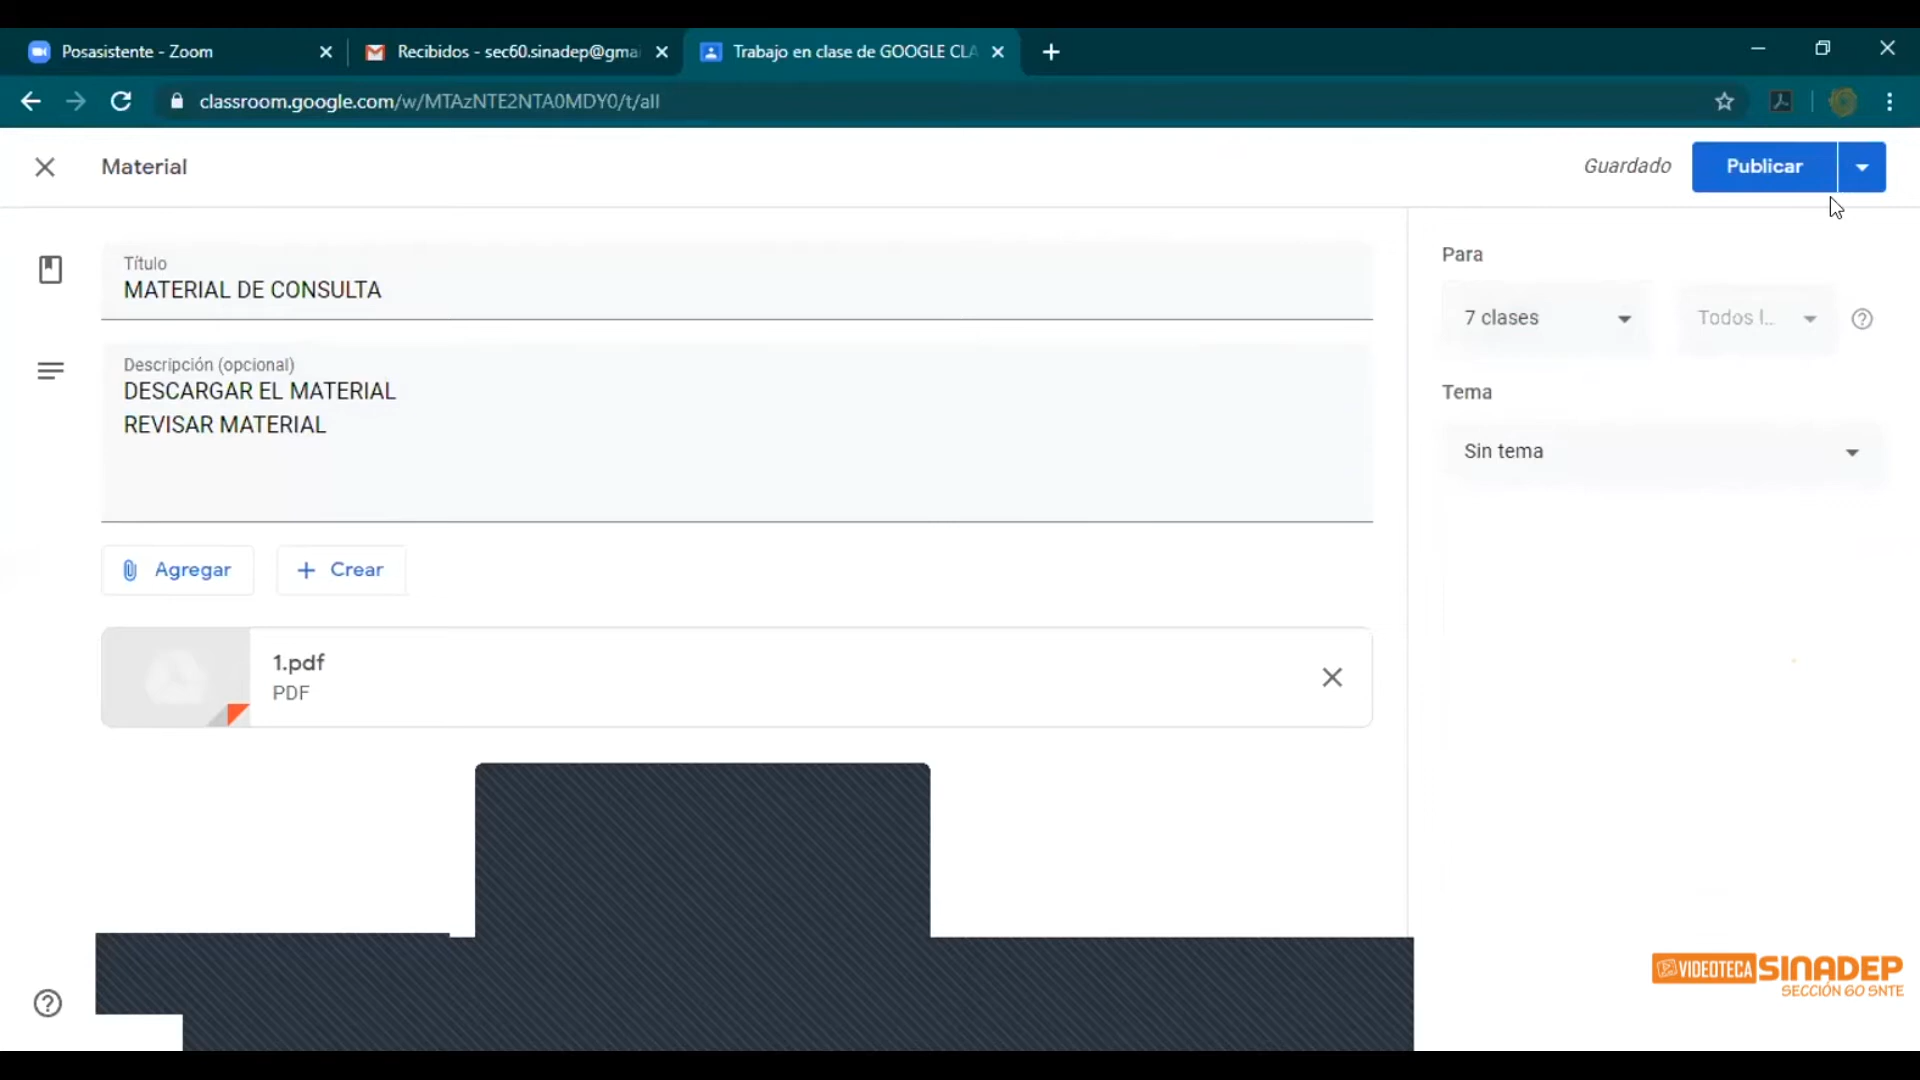 Posasistente - Zoom
Recibidos - sec60.sinadep@gmai
Trabajo en clase de GOOGLE CLA
classroom.google.com/w/MTAzNTE2NTA0MDY0/t/all
Material
Guardado
Publicar
Título
MATERIAL DE CONSULTA
Descripción (opcional)
DESCARGAR EL MATERIAL
REVISAR MATERIAL
Agregar
Crear
1.pdf
PDF
Para
7 clases
Todos l...
Tema
Sin tema
VIDEOTECA SINADEP
SECCIÓN 60 SNTE